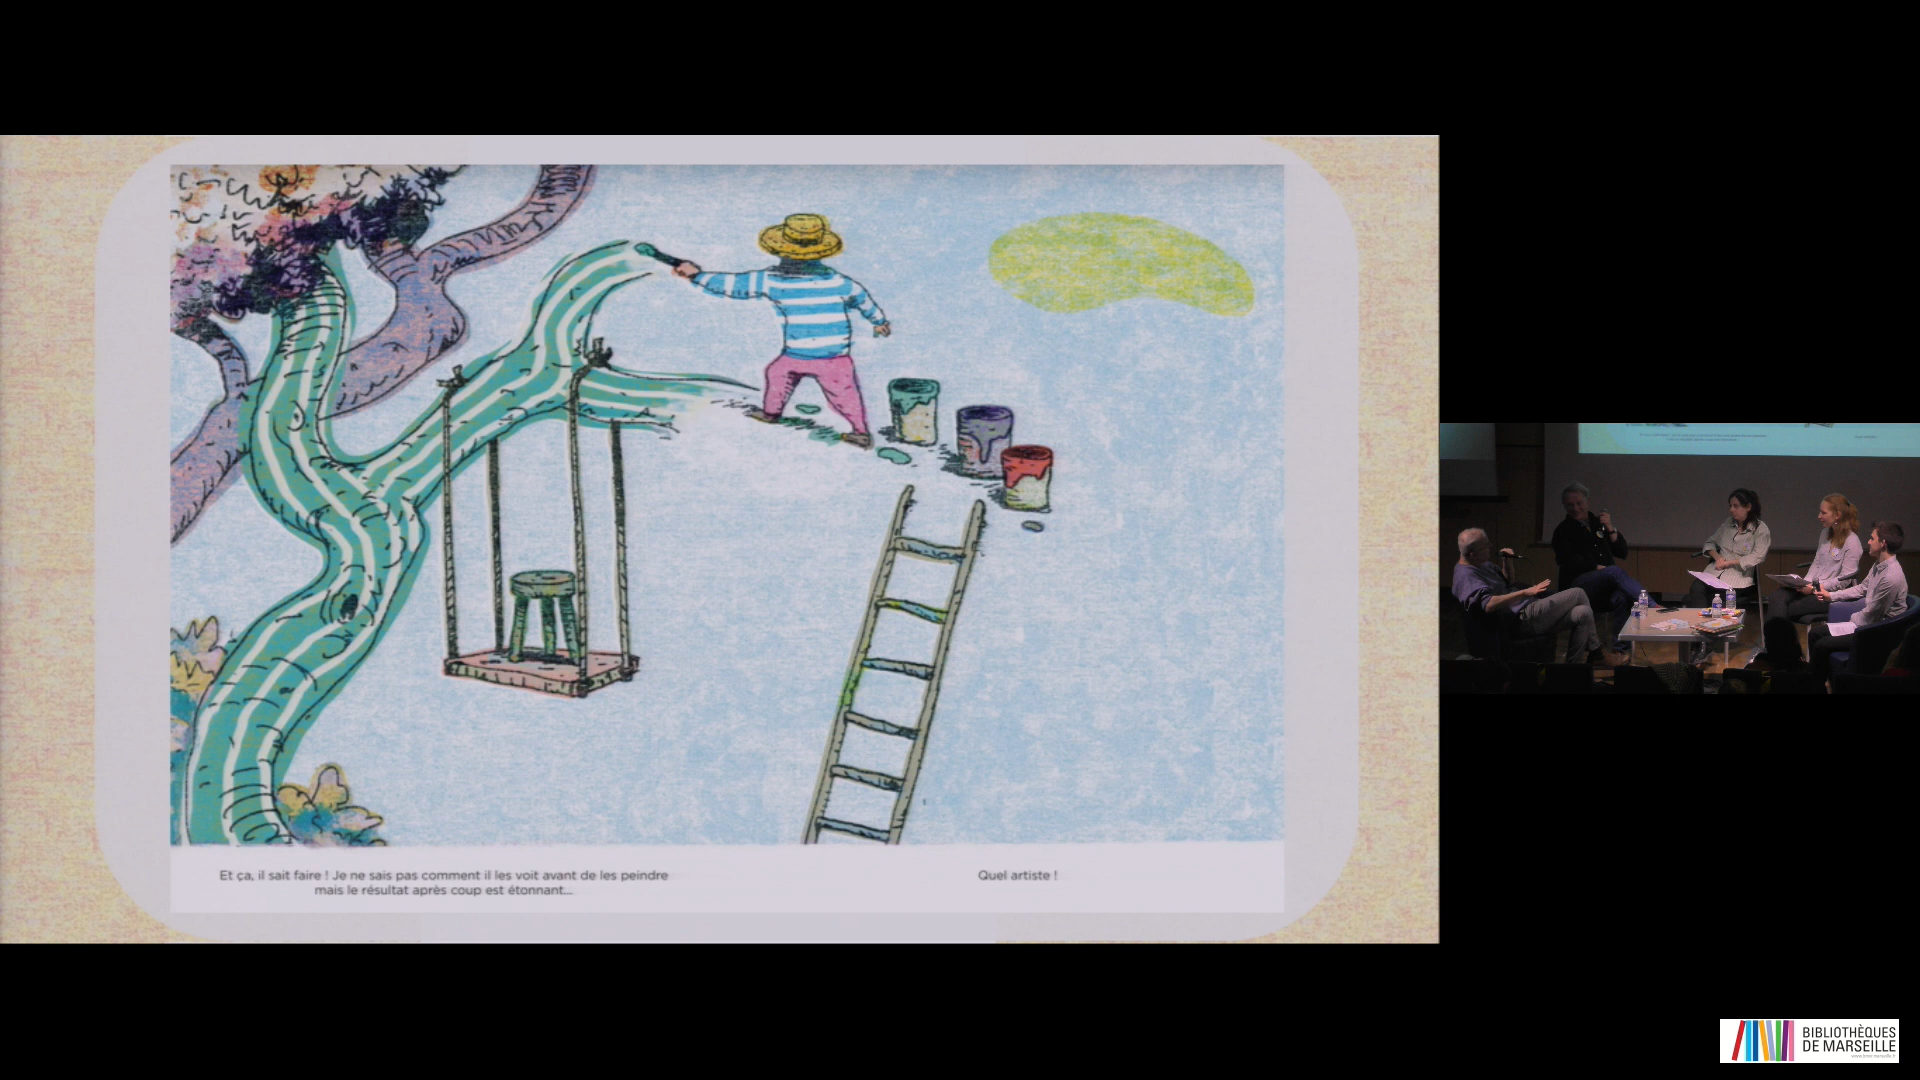 Et ça, il sait faire ! Je ne sais pas comment il les voit avant de les peindre
mais le résultat après coup est étonnant...
Quel artiste !
BIBLIOTHÈQUES
DE MARSEILLE